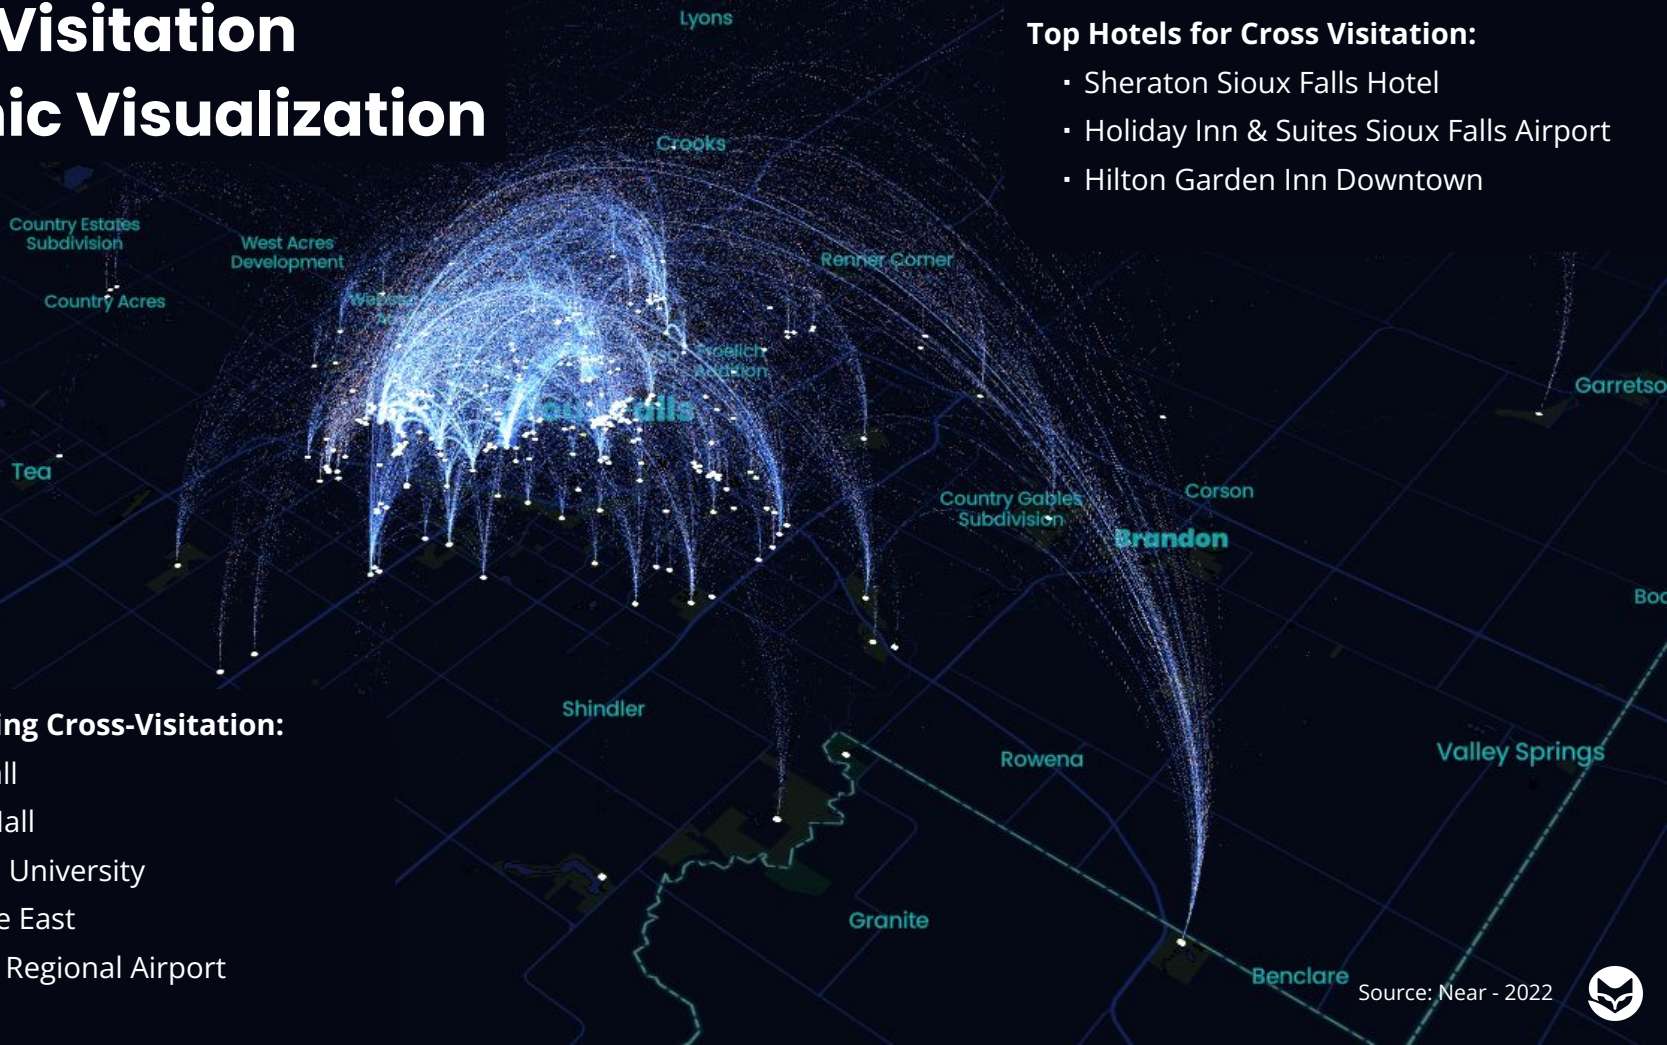 Visitation
nic Visualization
Top Hotels for Cross Visitation:
· Sheraton Sioux Falls Hotel
· Holiday Inn & Suites Sioux Falls Airport
· Hilton Garden Inn Downtown
Lyons
Crooks
Country Estates
Subdivision
West Acres
Development
Renner Corner
Country Acres
Froelich
Addition
Garretso
Tea
Country Gables
Subdivision
Corson
Brandon
Boo
Shindler
Rowena
Valley Springs
Granite
Benclare
ing Cross-Visitation:
ll
all
University
e East
Regional Airport
Source: Near - 2022